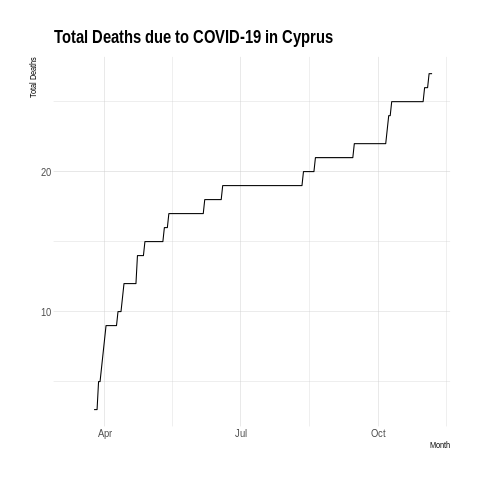 Total Deaths due to COVID-19 in Cyprus
Total Deaths
20
10
Apr
Jul
Oct
Month